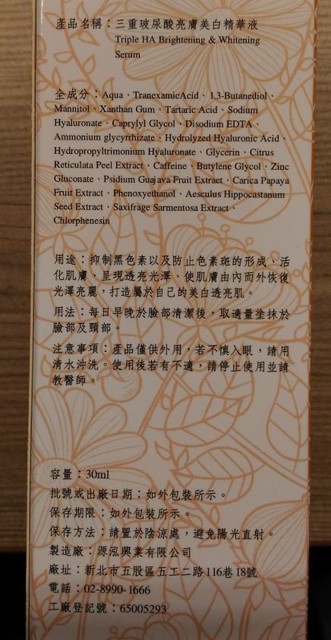 產品名稱：三重玻尿酸亮膚美白精華液
Triple HA Brightening & Whitening
Serum
全成分：Aqua、TranexamicAcid、1,3-Butanediol、
Mannitol、Xanthan Gum、Tartaric Acid、Sodium
Hyaluronate、Caprylyl Glycol、Disodium EDTA、
Ammonium glycyrrhizate、Hydrolyzed Hyaluronic Acid、
Hydropropyltrimonium Hyaluronate、Glycerin、Citrus
Reticulata Peel Extract、Caffeine、Butylene Glycol、Zinc
Gluconate、Psidium Guajava Fruit Extract、Carica Papaya
Fruit Extract、Phenoxyethanol、Aesculus Hippocastanum
Seed Extract、Saxifrage Sarmentosa Extract、
Chlorphenesin
用途：抑制黑色素以及防止色素斑的形成、活
化肌膚，呈現透亮光澤、使肌膚由內而外恢復
光澤亮麗，打造屬於自己的美白透亮肌。
用法：每日早晚於臉部清潔後，取適量塗抹於
臉部及頸部。
注意事項：產品僅供外用，若不慎入眼，請用
清水沖洗。使用後若有不適，請停止使用並請
教醫師。
容量：30ml
批號或出廠日期：如外包裝所示。
保存期限：如外包裝所示。
保存方法：請置於陰涼處，避免陽光直射。
製造廠：源泓興業有限公司
廠址：新北市五股區五工二路116巷18號
電話：02-8990-1666
工廠登記號：65005293